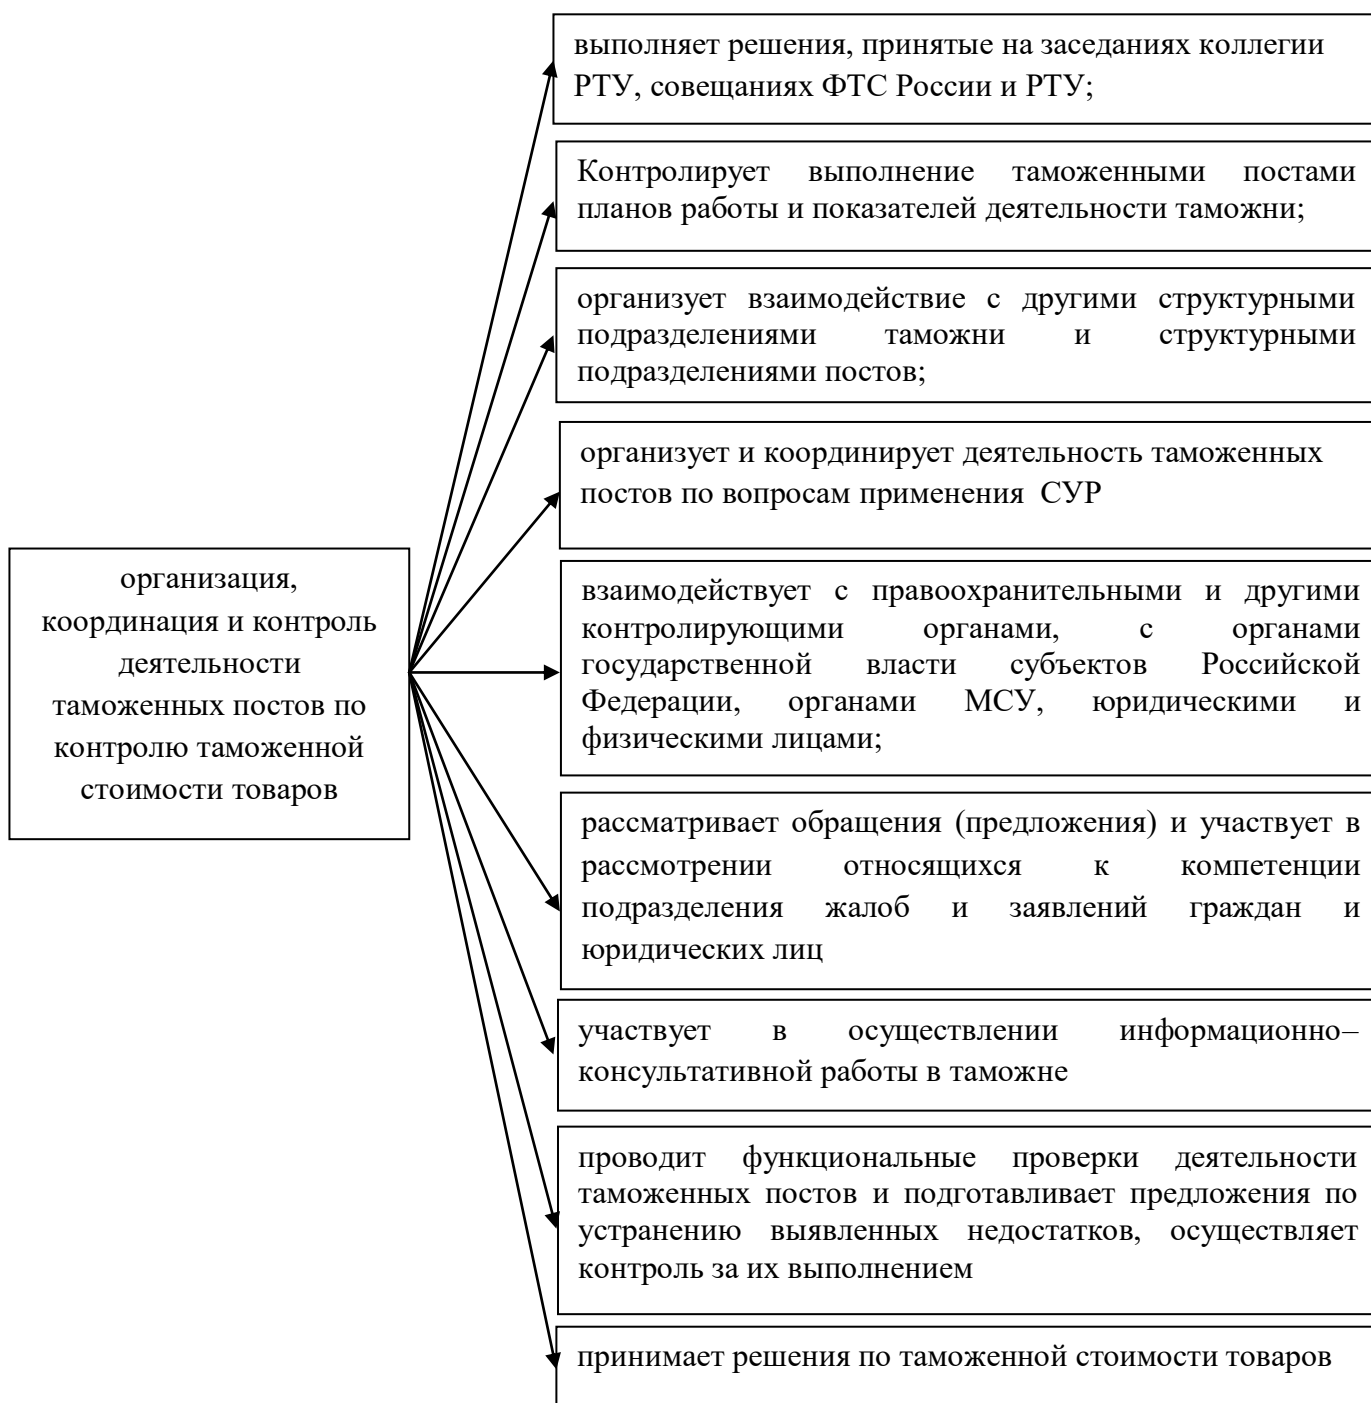 выполняет решения, принятые на заседаниях коллегии
РТУ, совещаниях ФТС России и РТУ;
Контролирует выполнение таможенными постами
планов работы и показателей деятельности таможни;
организует взаимодействие с другими структурными
подразделениями таможни и структурными
подразделениями постов;
организует и координирует деятельность таможенных
постов по вопросам применения СУР
организация,
координация и контроль
деятельности
таможенных постов по
контролю таможенной
стоимости товаров
взаимодействует с правоохранительными и другими
контролирующими органами, с органами
государственной власти субъектов Российской
Федерации, органами МСУ, юридическими и
физическими лицами;
рассматривает обращения (предложения) и участвует в
рассмотрении относящихся к компетенции
подразделения жалоб и заявлений граждан и
юридических лиц
участвует в осуществлении информационно–
консультативной работы в таможне
проводит функциональные проверки деятельности
таможенных постов и подготавливает предложения по
устранению выявленных недостатков, осуществляет
контроль за их выполнением
принимает решения по таможенной стоимости товаров